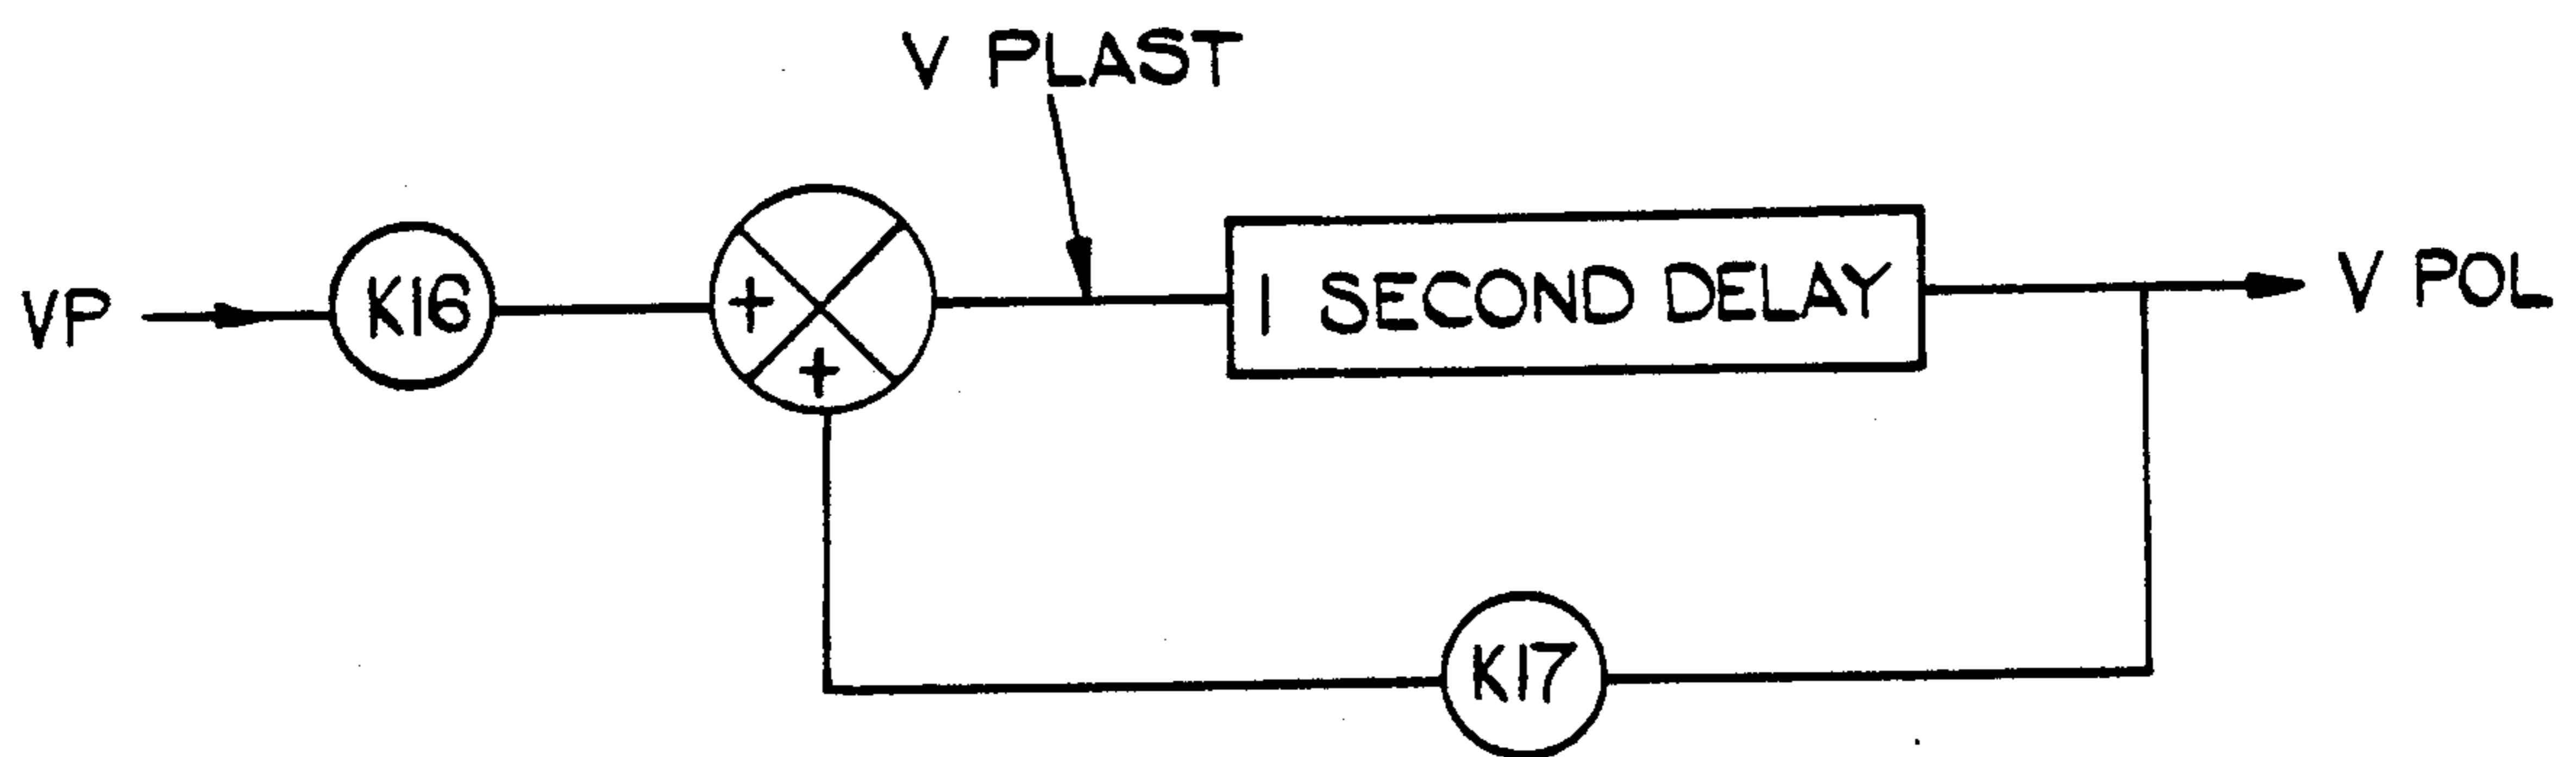 V PLAST
VP
K16
+
+
1 SECOND DELAY
V POL
K17